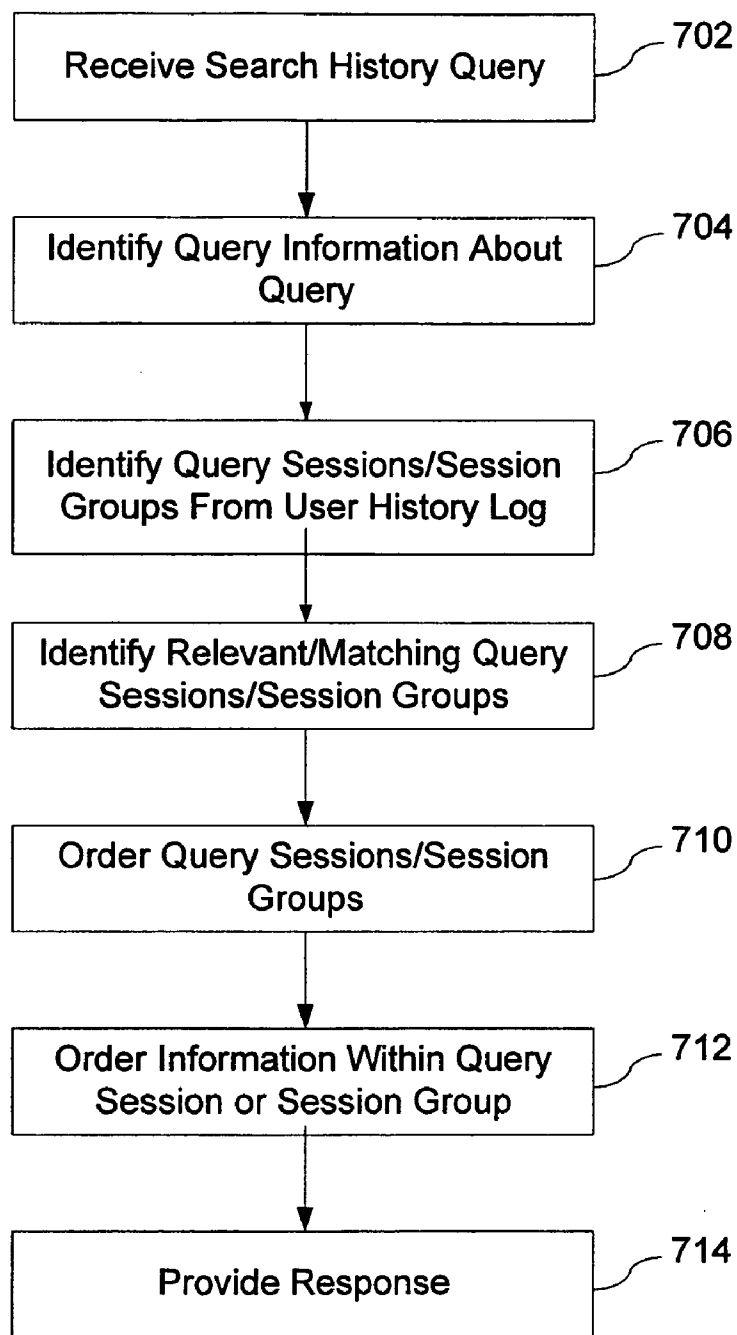 702
Receive Search History Query
704
Identify Query Information About
Query
706
Identify Query Sessions/Session
Groups From User History Log
708
Identify Relevant/Matching Query
Sessions/Session Groups
710
Order Query Sessions/Session
Groups
712
Order Information Within Query
Session or Session Group
714
Provide Response